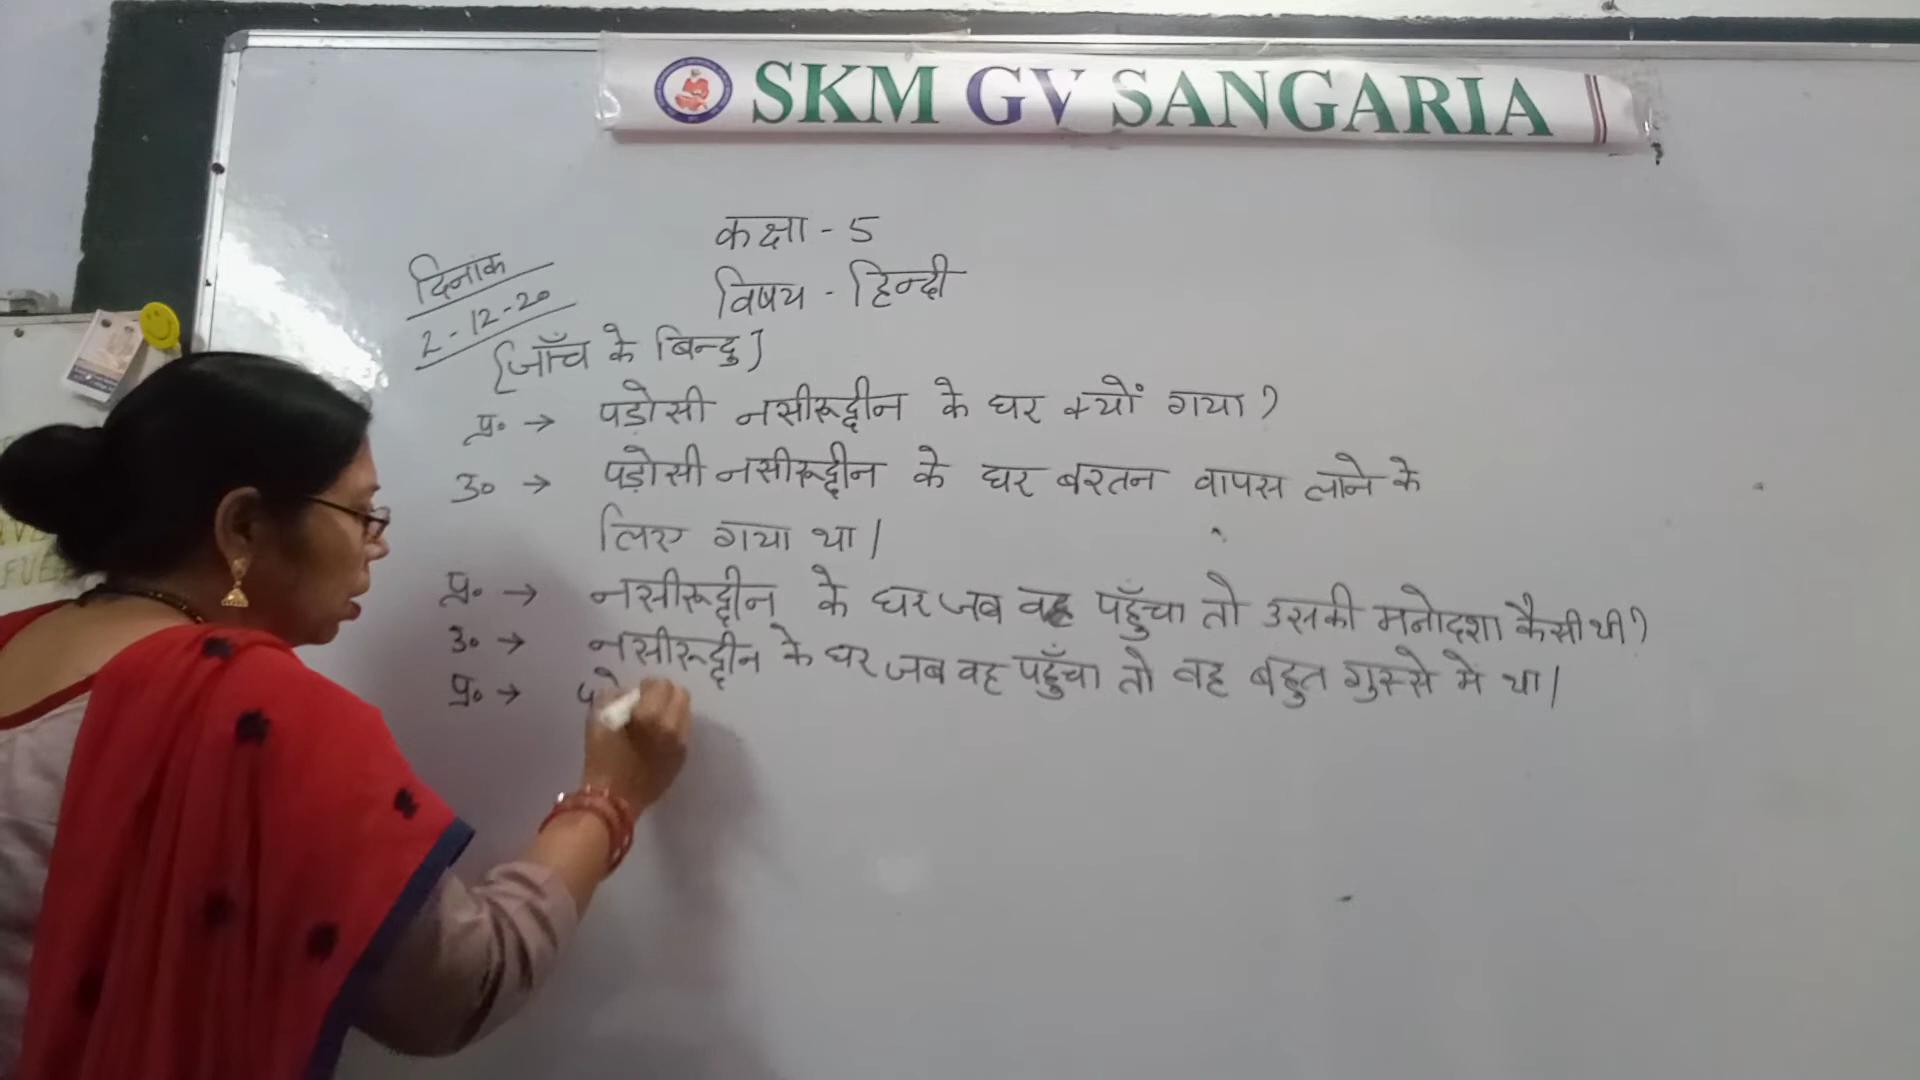 SKM GV SANGARIA
कक्षा - 5
विषय - हिन्दी
दिनांक
2-12-20
[जाँच के बिन्दु]
प्र० → पड़ोसी नसीरूद्दीन के घर क्यों गया?
उ० → पड़ोसी नसीरूद्दीन के घर बरतन वापस लाने के
लिए गया था।
प्र० → नसीरूद्दीन के घर जब वह पहुँचा तो उसकी मनोदशा कैसी थी?
उ० → नसीरूद्दीन के घर जब वह पहुँचा तो वह बहुत गुस्से मे था।
प्र० →